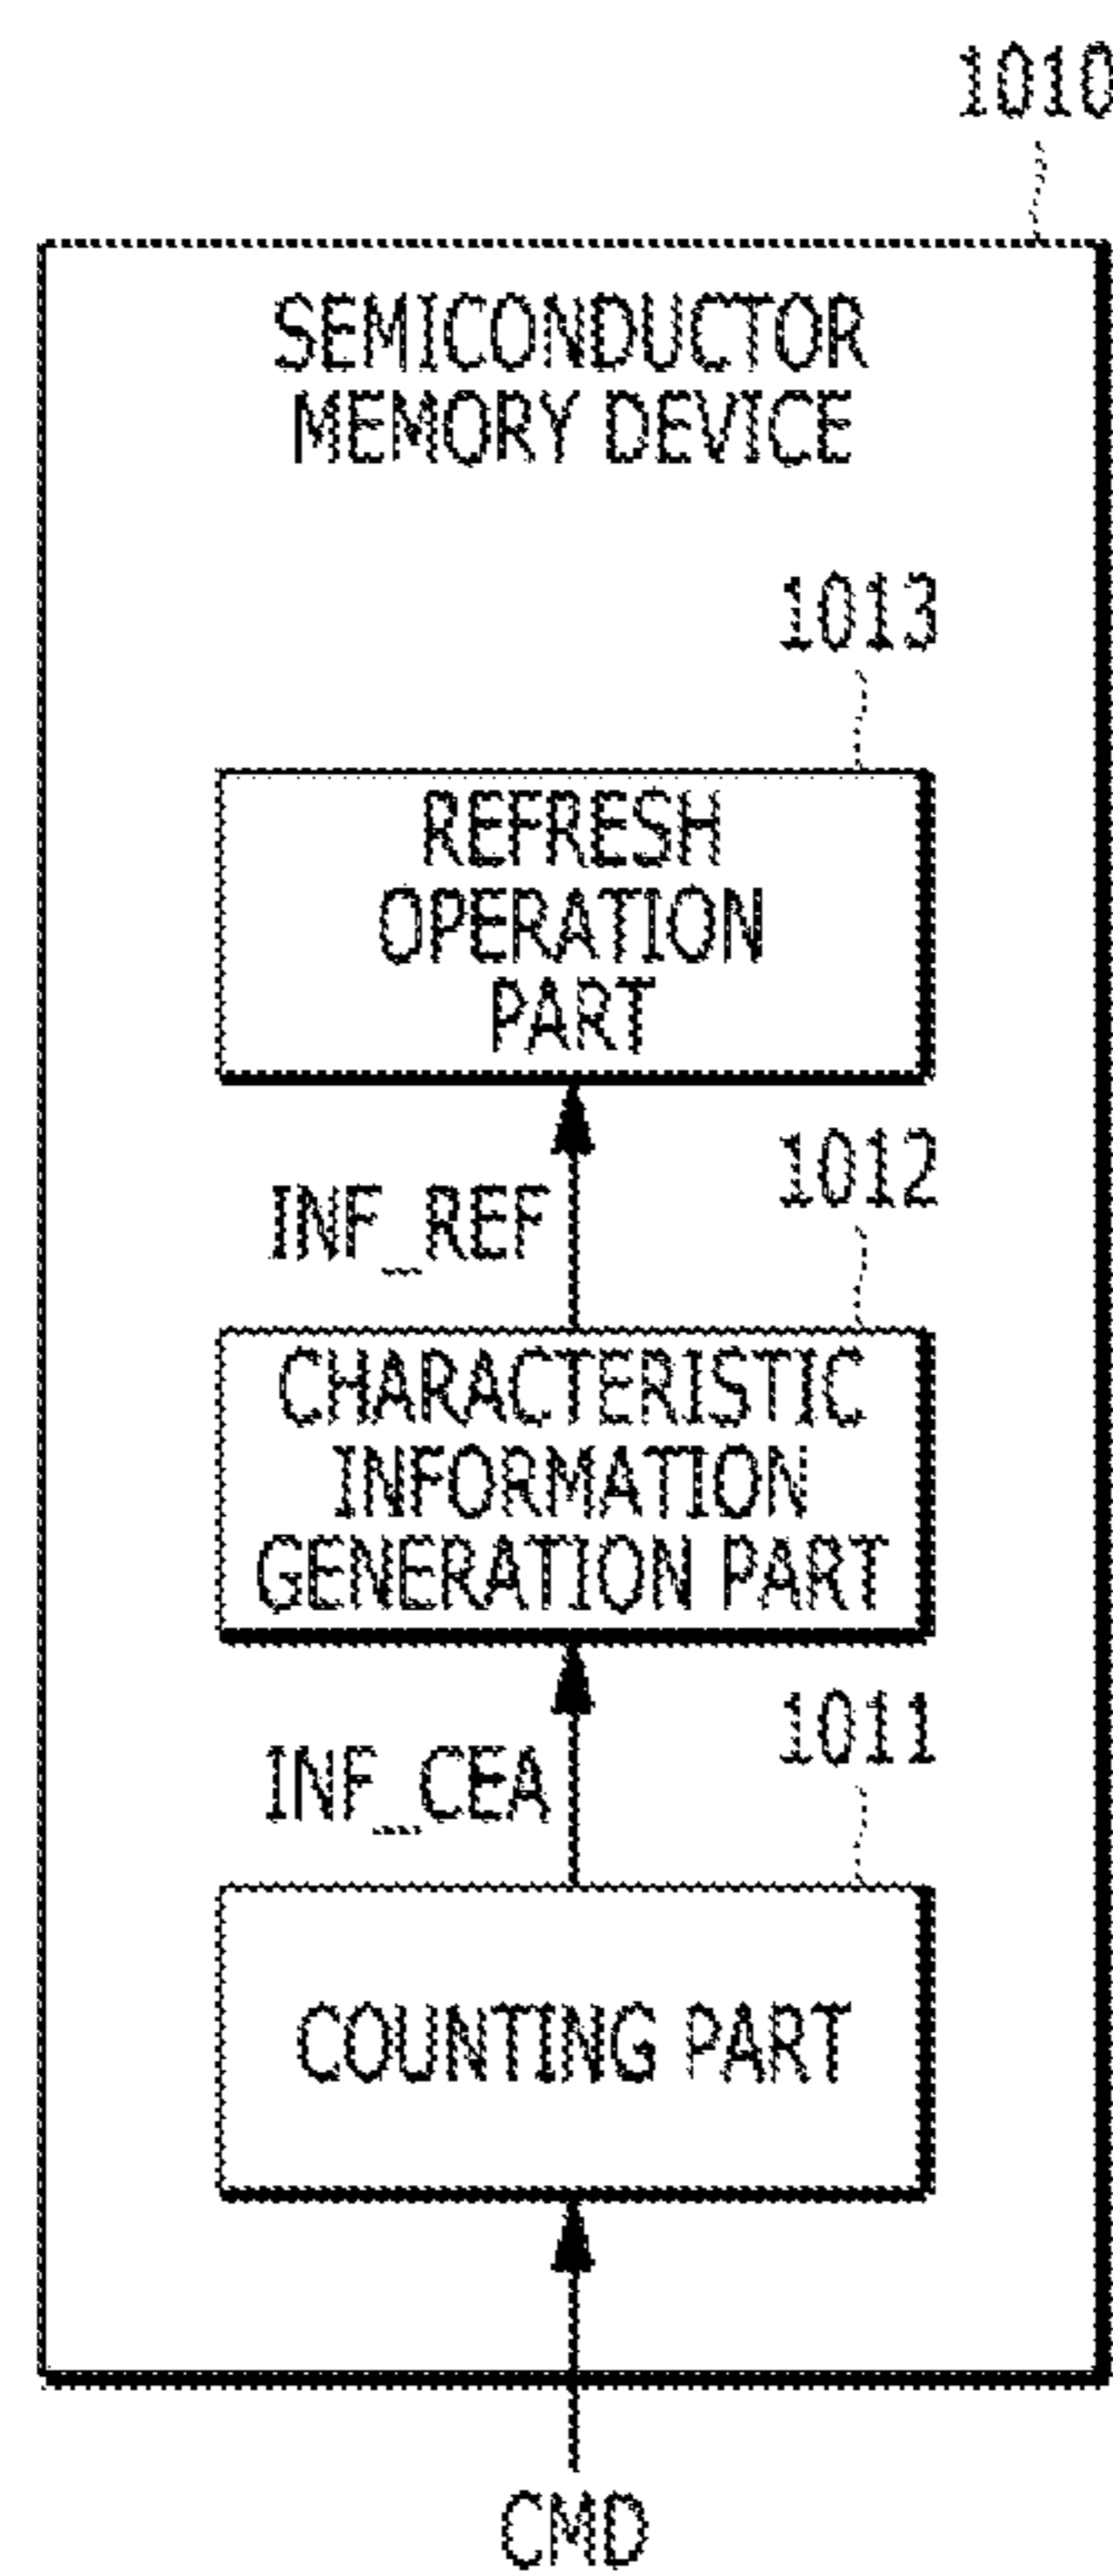 1010
SEMICONDUCTOR
MEMORY DEVICE
1013
REFRESH
OPERATION
PART
INF_REF
1012
CHARACTERISTIC
INFORMATION
GENERATION PART
INF_CEA
1011
COUNTING PART
CMD